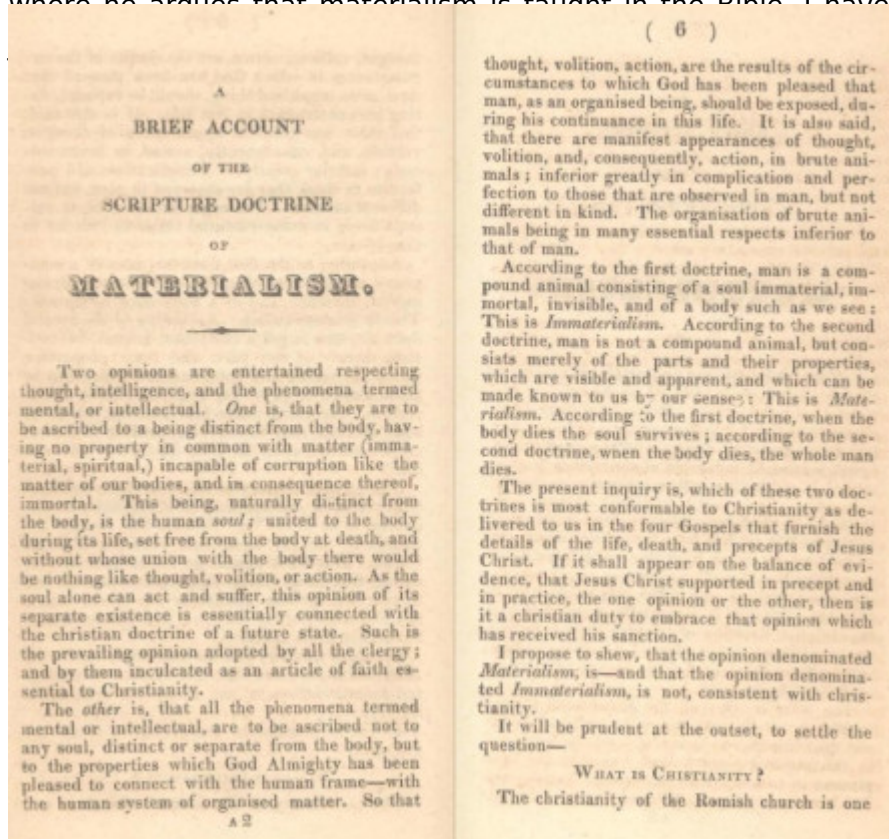 where he argues that materialism is taught in the Bible. I have
A
BRIEF ACCOUNT
OF THE
SCRIPTURE DOCTRINE
OF
MATERIALISM.
Two opinions are entertained respecting
thought, intelligence, and the phenomena termed
mental, or intellectual. One is, that they are to
be ascribed to a being distinct from the body, hav-
ing no property in common with matter (imma-
terial, spiritual,) incapable of corruption like the
matter of our bodies, and in consequence thereof,
immortal. This being, naturally distinct from
the body, is the human soul; united to the body
during its life, set free from the body at death, and
without whose union with the body there would
be nothing like thought, volition, or action. As the
soul alone can act and suffer, this opinion of its
separate existence is essentially connected with
the christian doctrine of a future state. Such is
the prevailing opinion adopted by all the clergy;
and by them inculcated as an article of faith es-
sential to Christianity.
The other is, that all the phenomena termed
mental or intellectual, are to be ascribed not to
any soul, distinct or separate from the body, but
to the properties which God Almighty has been
pleased to connect with the human frame—with
the human system of organised matter. So that
A 2
( 6 )
thought, volition, action, are the results of the cir-
cumstances to which God has been pleased that
man, as an organised being, should be exposed, du-
ring his continuance in this life. It is also said,
that there are manifest appearances of thought,
volition, and, consequently, action, in brute ani-
mals; inferior greatly in complication and per-
fection to those that are observed in man, but not
different in kind. The organisation of brute ani-
mals being in many essential respects inferior to
that of man.
According to the first doctrine, man is a com-
pound animal consisting of a soul immaterial, im-
mortal, invisible, and of a body such as we see:
This is Immaterialism. According to the second
doctrine, man is not a compound animal, but con-
sists merely of the parts and their properties,
which are visible and apparent, and which can be
made known to us by our senses: This is Mate-
rialism. According to the first doctrine, when the
body dies the soul survives; according to the se-
cond doctrine, when the body dies, the whole man
dies.
The present inquiry is, which of these two doc-
trines is most conformable to Christianity as de-
livered to us in the four Gospels that furnish the
details of the life, death, and precepts of Jesus
Christ. If it shall appear on the balance of evi-
dence, that Jesus Christ supported in precept and
in practice, the one opinion or the other, then is
it a christian duty to embrace that opinion which
has received his sanction.
I propose to shew, that the opinion denominated
Materialism, is—and that the opinion denomina-
ted Immaterialism, is not, consistent with chris-
tianity.
It will be prudent at the outset, to settle the
question—
WHAT IS CHISTIANITY?
The christianity of the Romish church is one